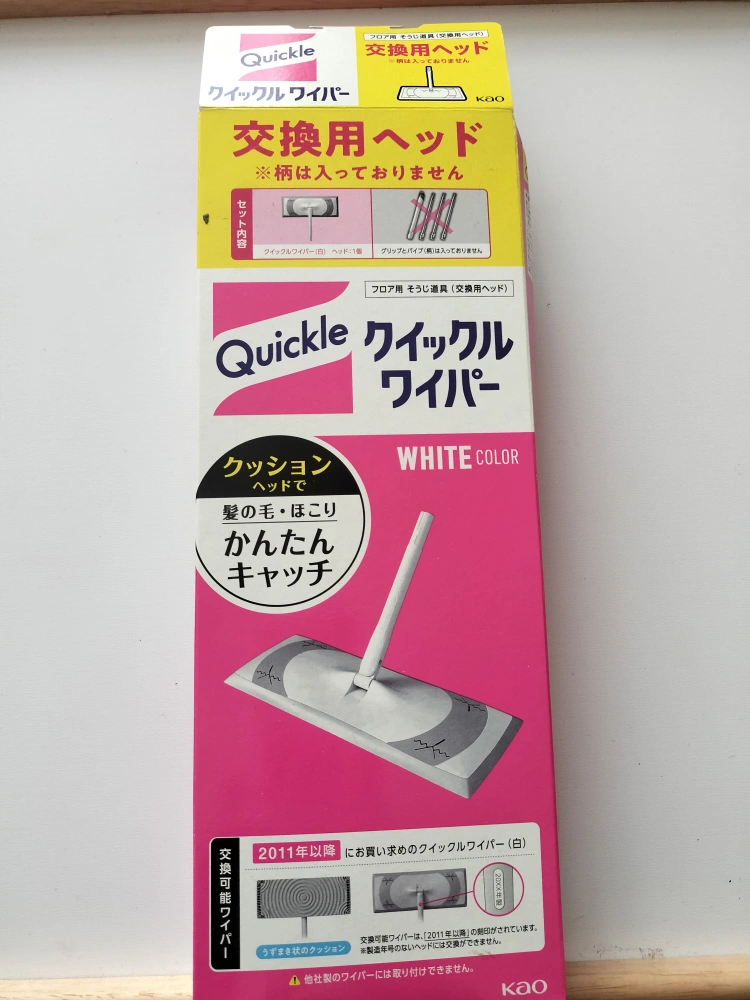 Quickle
クイックル ワイパー
フロア用 そうじ道具(交換用ヘッド)
交換用ヘッド
※柄は入っておりません
Kao
交換用ヘッド
※柄は入っておりません
セット内容
クイックルワイパー(白) ヘッド:1個
グリップとパイプ(柄)は入っておりません
フロア用 そうじ道具(交換用ヘッド)
Quickle
クイックル
ワイパー
WHITE COLOR
クッション
ヘッドで
髪の毛・ほこり
かんたん
キャッチ
交換可能ワイパー
2011年以降 にお買い求めのクイックルワイパー(白)
うずまき状のクッション
20XX年製
交換可能ワイパーは、「2011年以降」の刻印がされています。
※製造年号のないヘッドには交換ができません。
他社製のワイパーには取り付けできません。
Kao